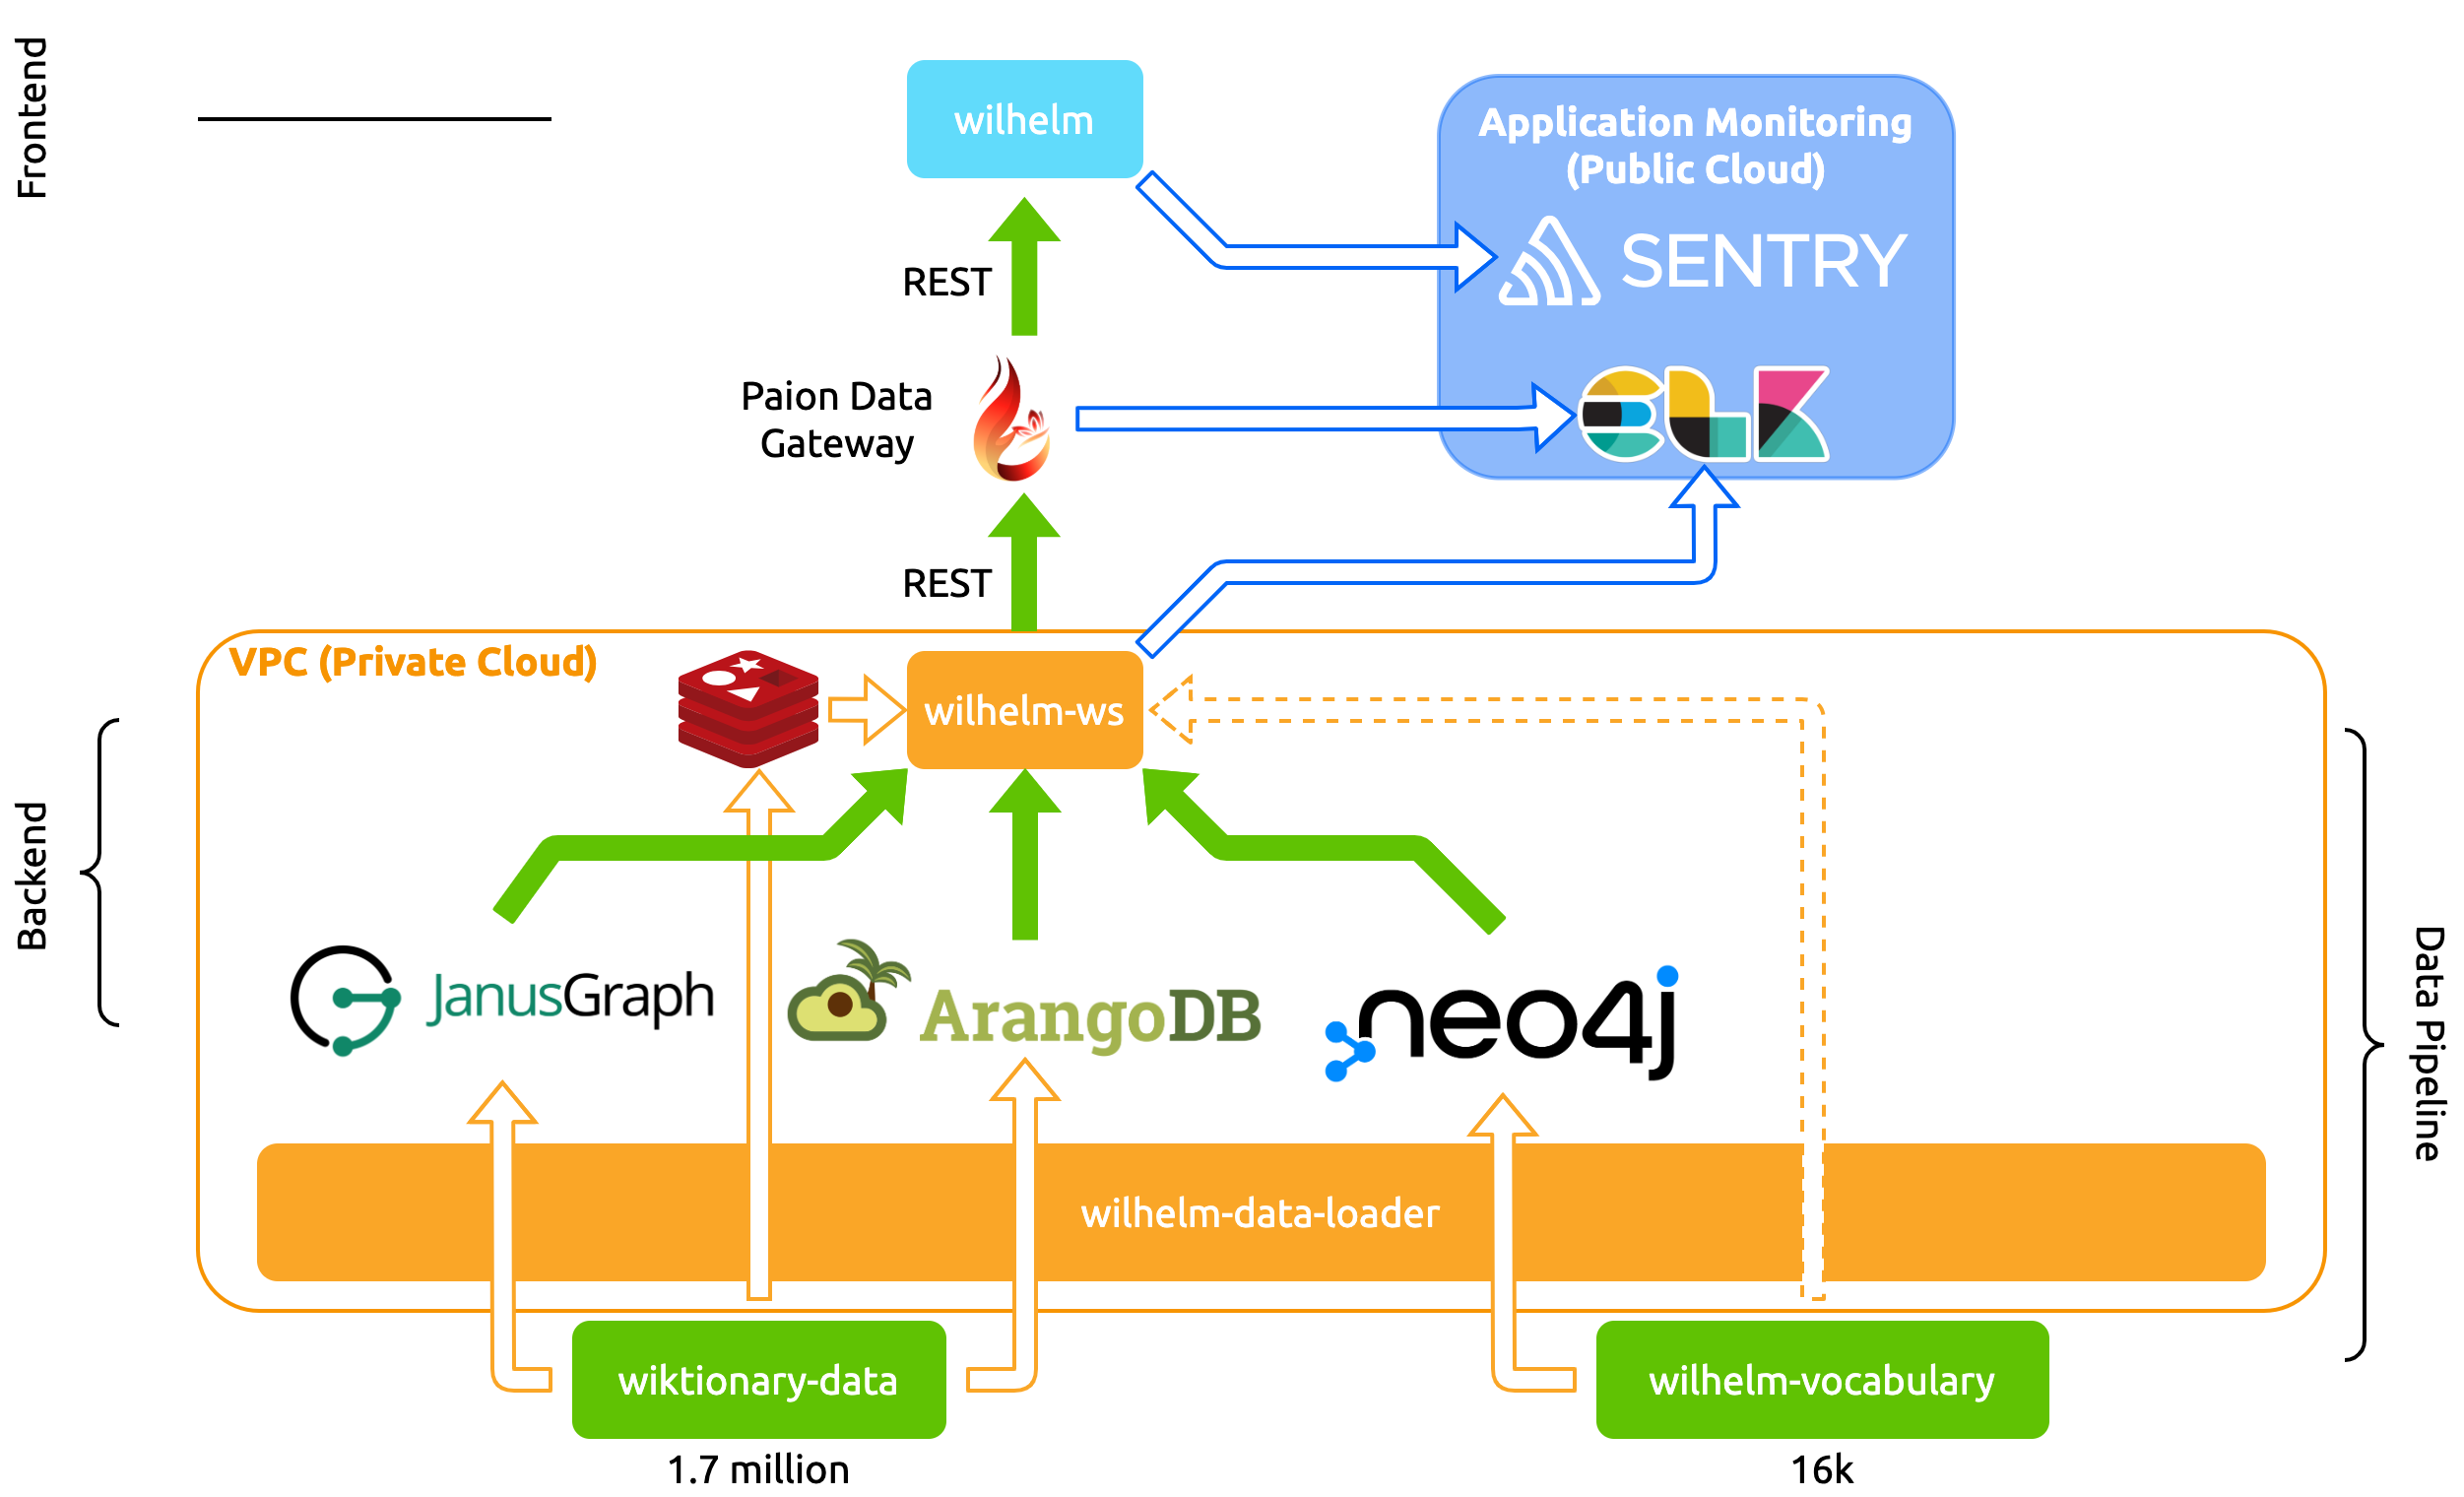 Frontend
wilhelm
Application Monitoring
(Public Cloud)
SENTRY
REST
Paion Data
Gateway
elk
REST
VPC (Private Cloud)
wilhelm-ws
Backend
JanusGraph
ArangoDB
neo4j
Data Pipeline
wilhelm-data-loader
wiktionary-data
wilhelm-vocabulary
1.7 million
16k